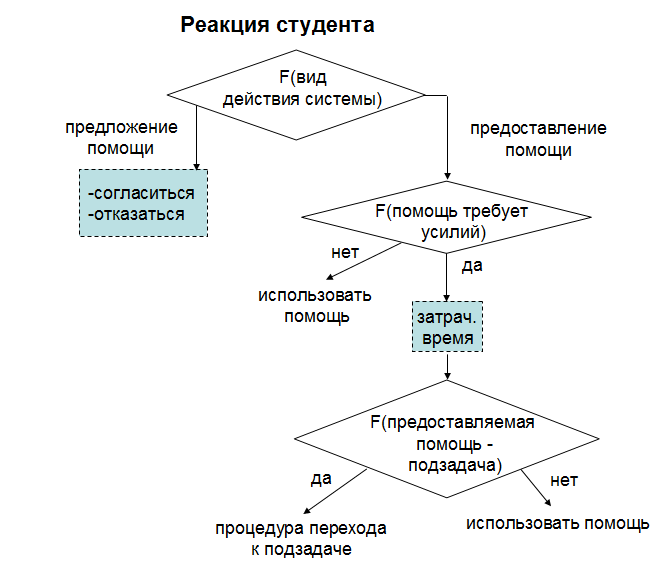 Реакция студента
F(вид
действия системы)
предложение
помощи
предоставление
помощи
-согласиться
-отказаться
F(помощь требует
усилий)
нет
да
использовать
помощь
затрач.
время
F(предоставляемая
помощь -
подзадача)
да
нет
процедура перехода
к подзадаче
использовать помощь